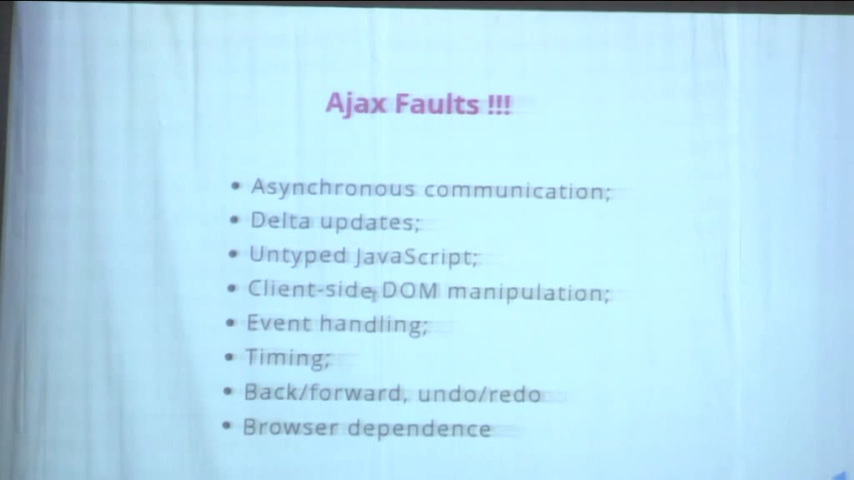 Ajax Faults !!!
• Asynchronous communication;
• Delta updates;
• Untyped JavaScript;
• Client-side DOM manipulation;
• Event handling;
• Timing;
• Back/forward, undo/redo
• Browser dependence